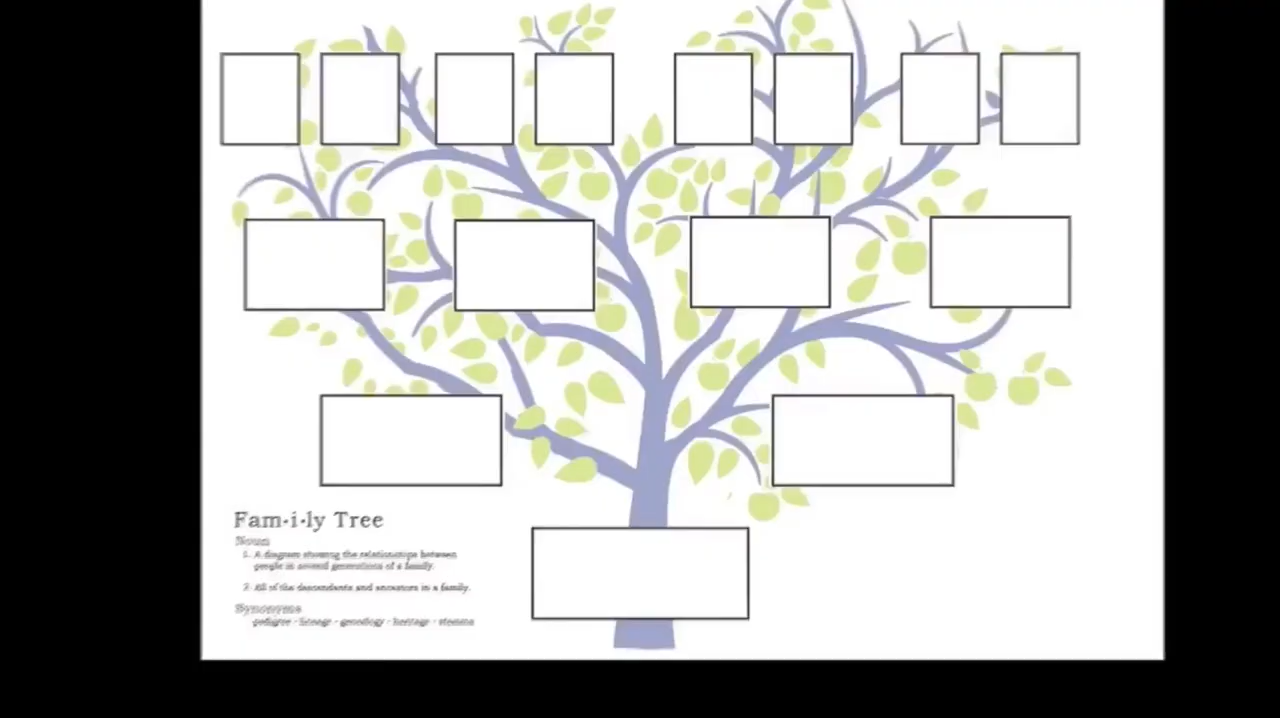 Fam·i·ly Tree
Noun
1. A diagram showing the relationships between
people in several generations of a family.
2. All of the descendants and ancestors in a family.
Synonyms
pedigree · lineage · geneology · heritage · stemma